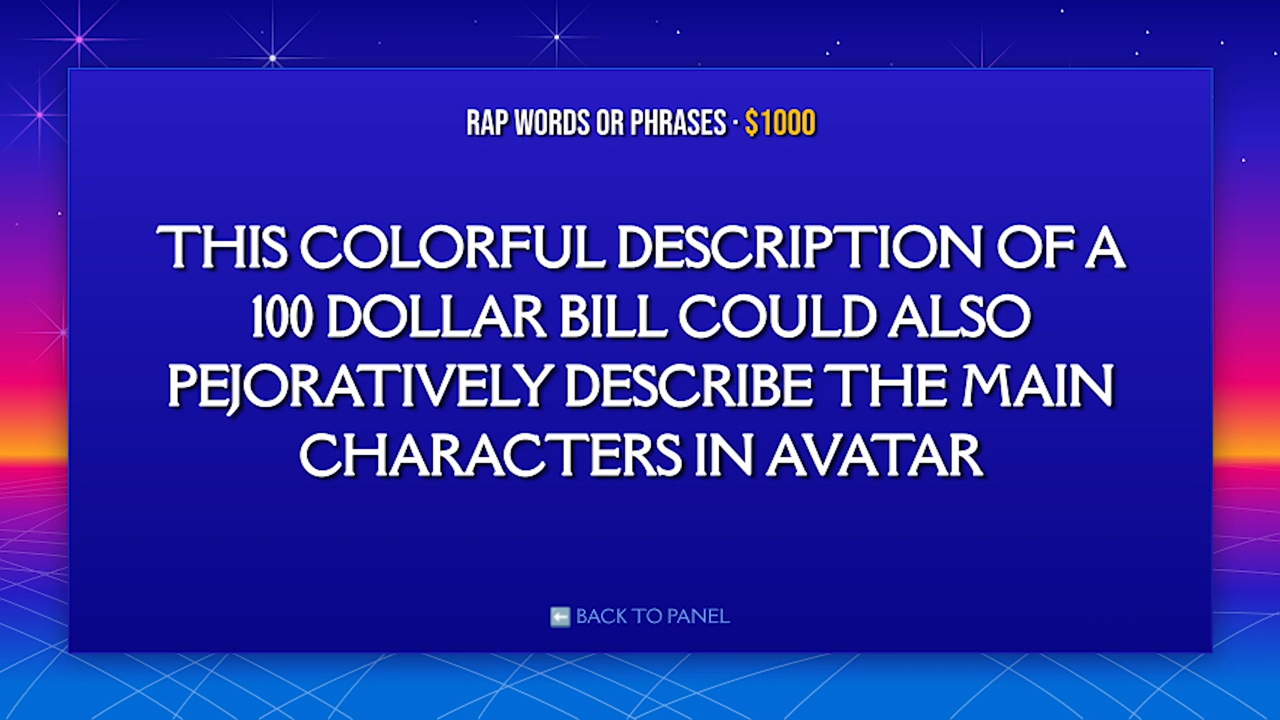 RAP WORDS OR PHRASES · $1000
THIS COLORFUL DESCRIPTION OF A
100 DOLLAR BILL COULD ALSO
PEJORATIVELY DESCRIBE THE MAIN
CHARACTERS IN AVATAR
BACK TO PANEL